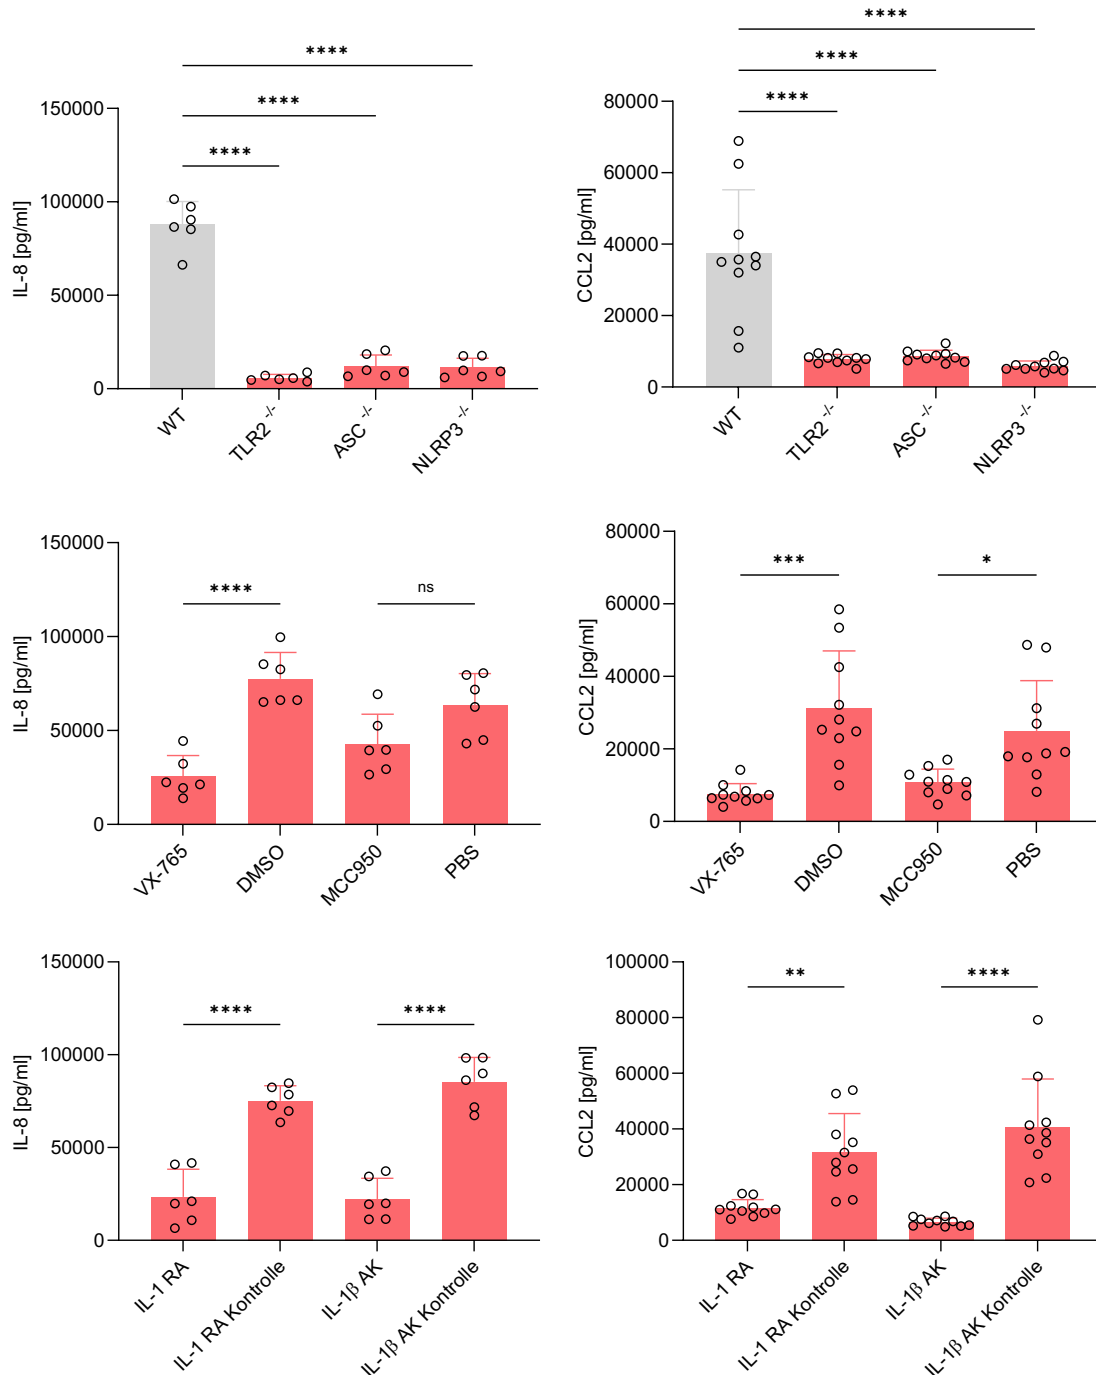 ****
****
****
150000
100000
50000
0
IL-8 [pg/ml]
WT
TLR2 -/-
ASC -/-
NLRP3 -/-
****
****
****
80000
60000
40000
20000
0
CCL2 [pg/ml]
WT
TLR2 -/-
ASC -/-
NLRP3 -/-
150000
100000
50000
0
IL-8 [pg/ml]
****
ns
VX-765
DMSO
MCC950
PBS
80000
60000
40000
20000
0
CCL2 [pg/ml]
***
*
VX-765
DMSO
MCC950
PBS
150000
100000
50000
0
IL-8 [pg/ml]
****
****
IL-1 RA
IL-1 RA Kontrolle
IL-1β AK
IL-1β AK Kontrolle
100000
80000
60000
40000
20000
0
CCL2 [pg/ml]
**
****
IL-1 RA
IL-1 RA Kontrolle
IL-1β AK
IL-1β AK Kontrolle